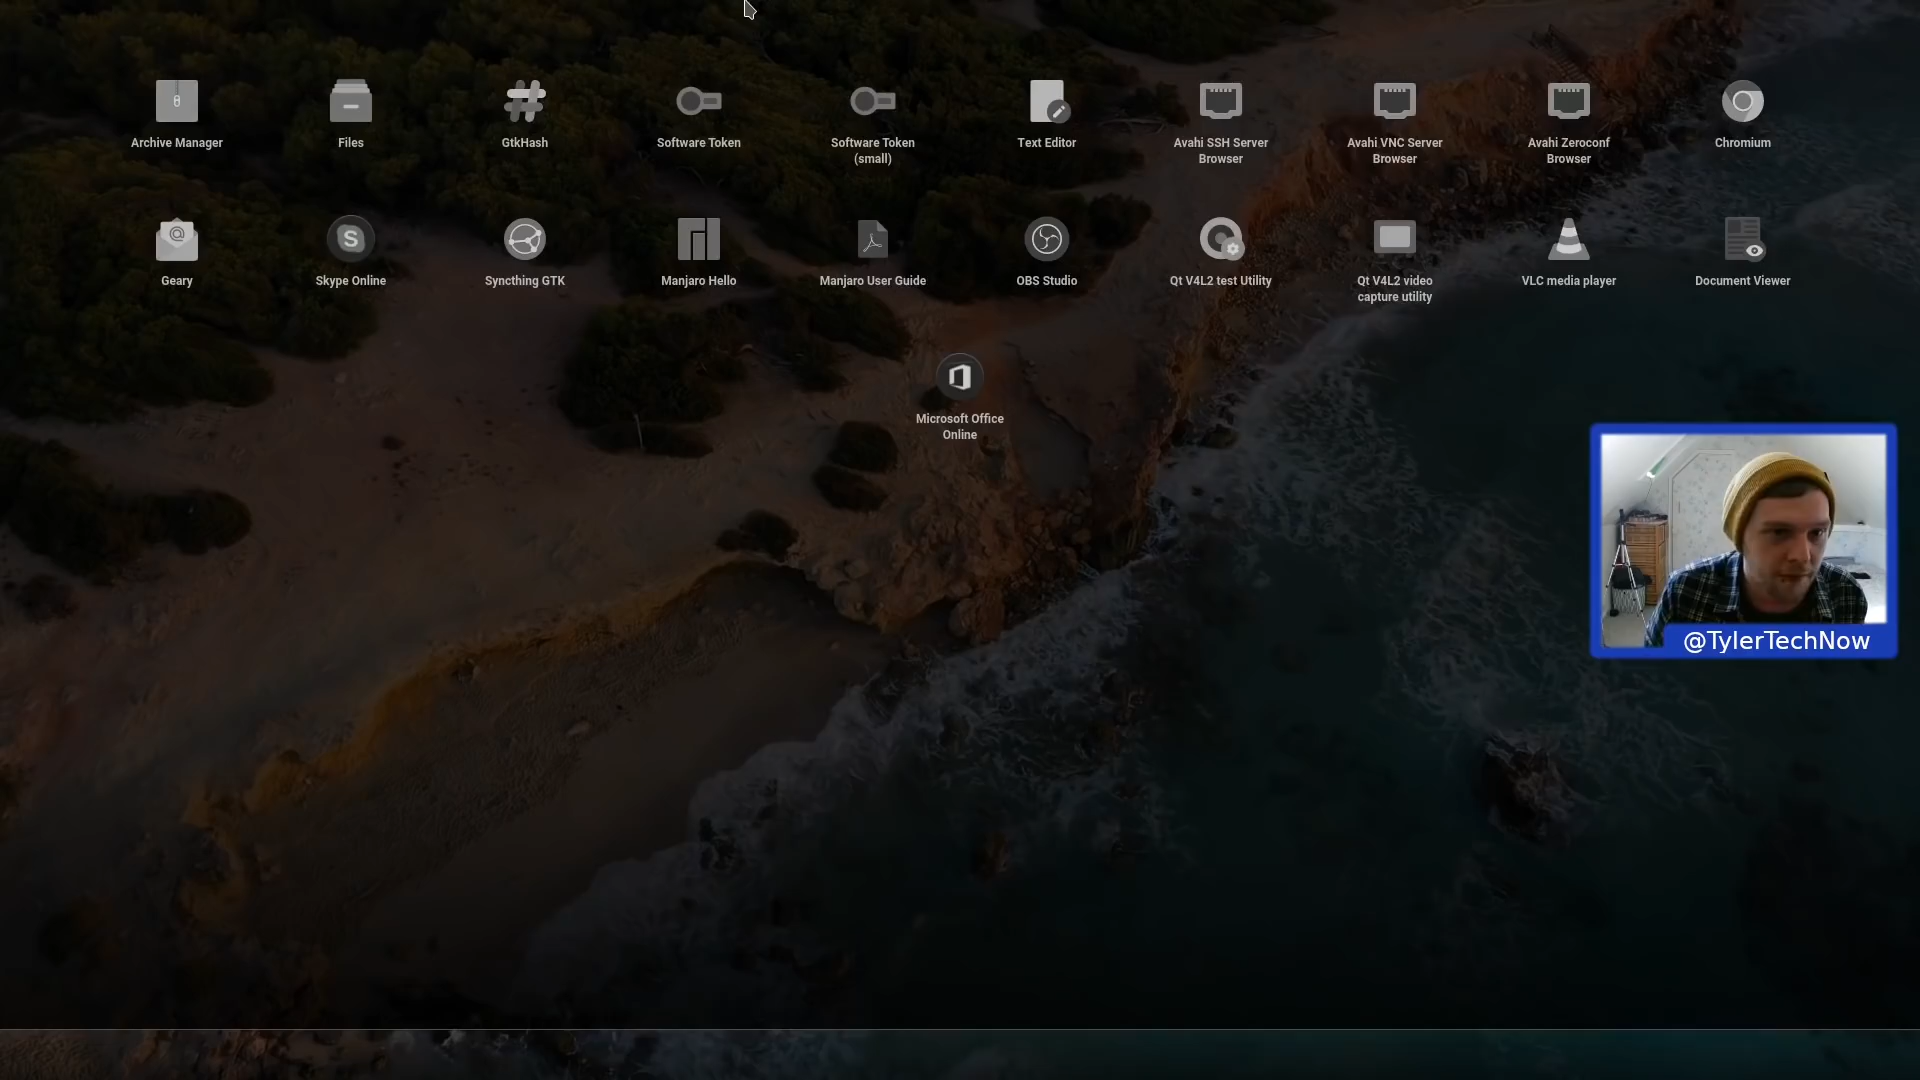 Archive Manager
Files
GtkHash
Software Token
Software Token
(small)
Text Editor
Avahi SSH Server
Browser
Avahi VNC Server
Browser
Avahi Zeroconf
Browser
Chromium
Geary
Skype Online
Syncthing GTK
Manjaro Hello
Manjaro User Guide
OBS Studio
Qt V4L2 test Utility
Qt V4L2 video
capture utility
VLC media player
Document Viewer
Microsoft Office
Online
@TylerTechNow